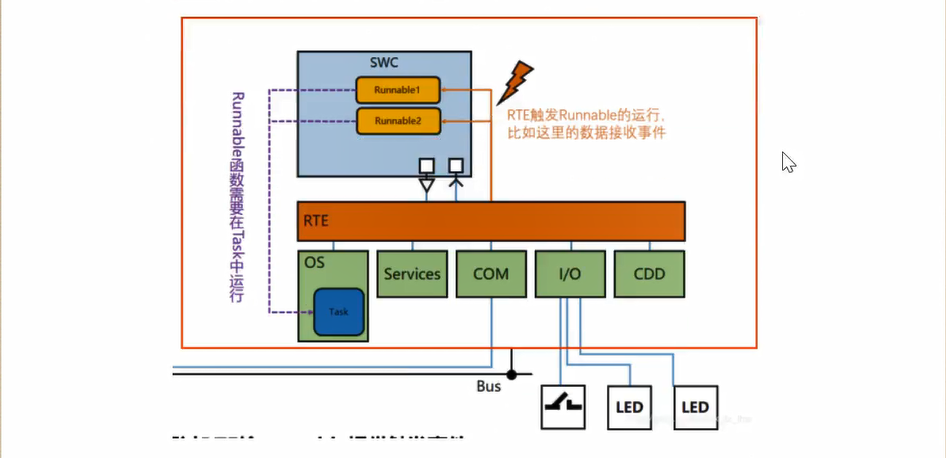 SWC
Runnable1
Runnable2
RTE触发Runnable的运行,
比如这里的数据接收事件
Runnable函数需要在Task中运行
RTE
OS
Services
COM
I/O
CDD
Task
Bus
LED
LED